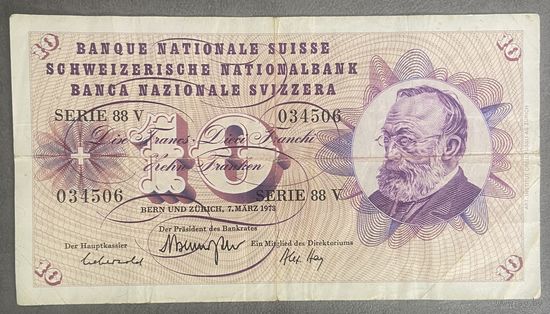 10 10
BANQUE NATIONALE SUISSE
SCHWEIZERISCHE NATIONALBANK
BANCA NAZIONALE SVIZZERA
SERIE 88 V 034506
Dix Francs Dieci Franchi
10
Zehn Franken
034506 SERIE 88 V
BERN UND ZÜRICH, 7. MÄRZ 1973
Der Präsident des Bankrates
Der Hauptkassier Ein Mitglied des Direktoriums
10 10